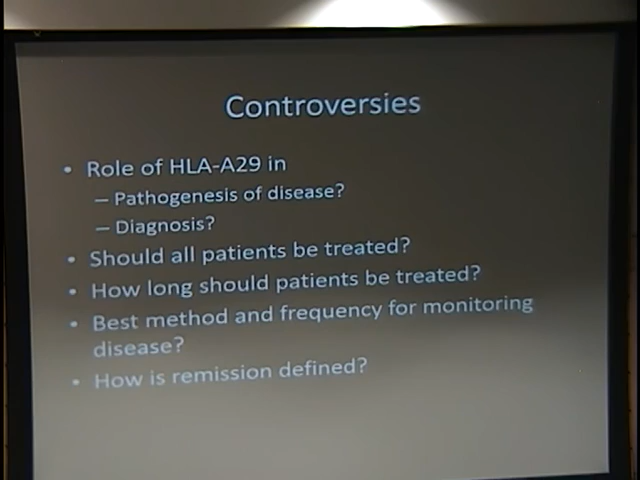 Controversies
• Role of HLA-A29 in
– Pathogenesis of disease?
– Diagnosis?
• Should all patients be treated?
• How long should patients be treated?
• Best method and frequency for monitoring
disease?
• How is remission defined?